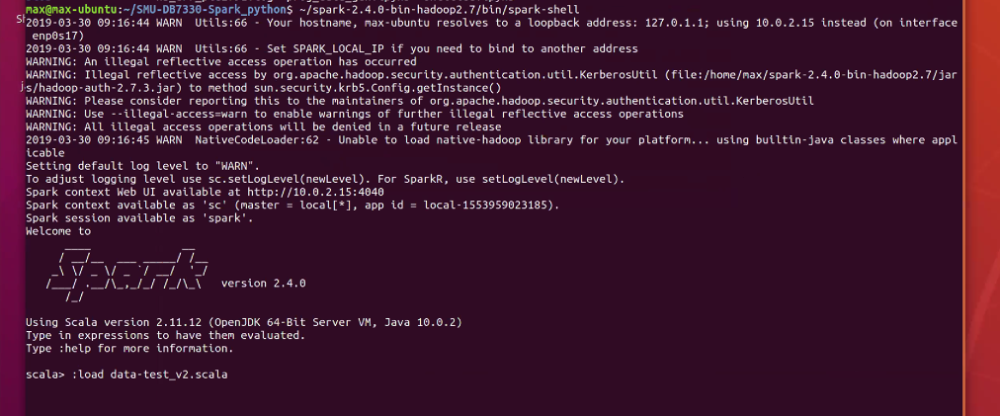 max@max-ubuntu:~/SMU-DB7330-Spark_python$ ~/spark-2.4.0-bin-hadoop2.7/bin/spark-shell
2019-03-30 09:16:44 WARN  Utils:66 - Your hostname, max-ubuntu resolves to a loopback address: 127.0.1.1; using 10.0.2.15 instead (on interface
 enp0s17)
2019-03-30 09:16:44 WARN  Utils:66 - Set SPARK_LOCAL_IP if you need to bind to another address
WARNING: An illegal reflective access operation has occurred
WARNING: Illegal reflective access by org.apache.hadoop.security.authentication.util.KerberosUtil (file:/home/max/spark-2.4.0-bin-hadoop2.7/jar
s/hadoop-auth-2.7.3.jar) to method sun.security.krb5.Config.getInstance()
WARNING: Please consider reporting this to the maintainers of org.apache.hadoop.security.authentication.util.KerberosUtil
WARNING: Use --illegal-access=warn to enable warnings of further illegal reflective access operations
WARNING: All illegal access operations will be denied in a future release
2019-03-30 09:16:45 WARN  NativeCodeLoader:62 - Unable to load native-hadoop library for your platform... using builtin-java classes where appl
icable
Setting default log level to "WARN".
To adjust logging level use sc.setLogLevel(newLevel). For SparkR, use setLogLevel(newLevel).
Spark context Web UI available at http://10.0.2.15:4040
Spark context available as 'sc' (master = local[*], app id = local-1553959023185).
Spark session available as 'spark'.
Welcome to
Spark version 2.4.0
Using Scala version 2.11.12 (OpenJDK 64-Bit Server VM, Java 10.0.2)
Type in expressions to have them evaluated.
Type :help for more information.
scala> :load data-test_v2.scala